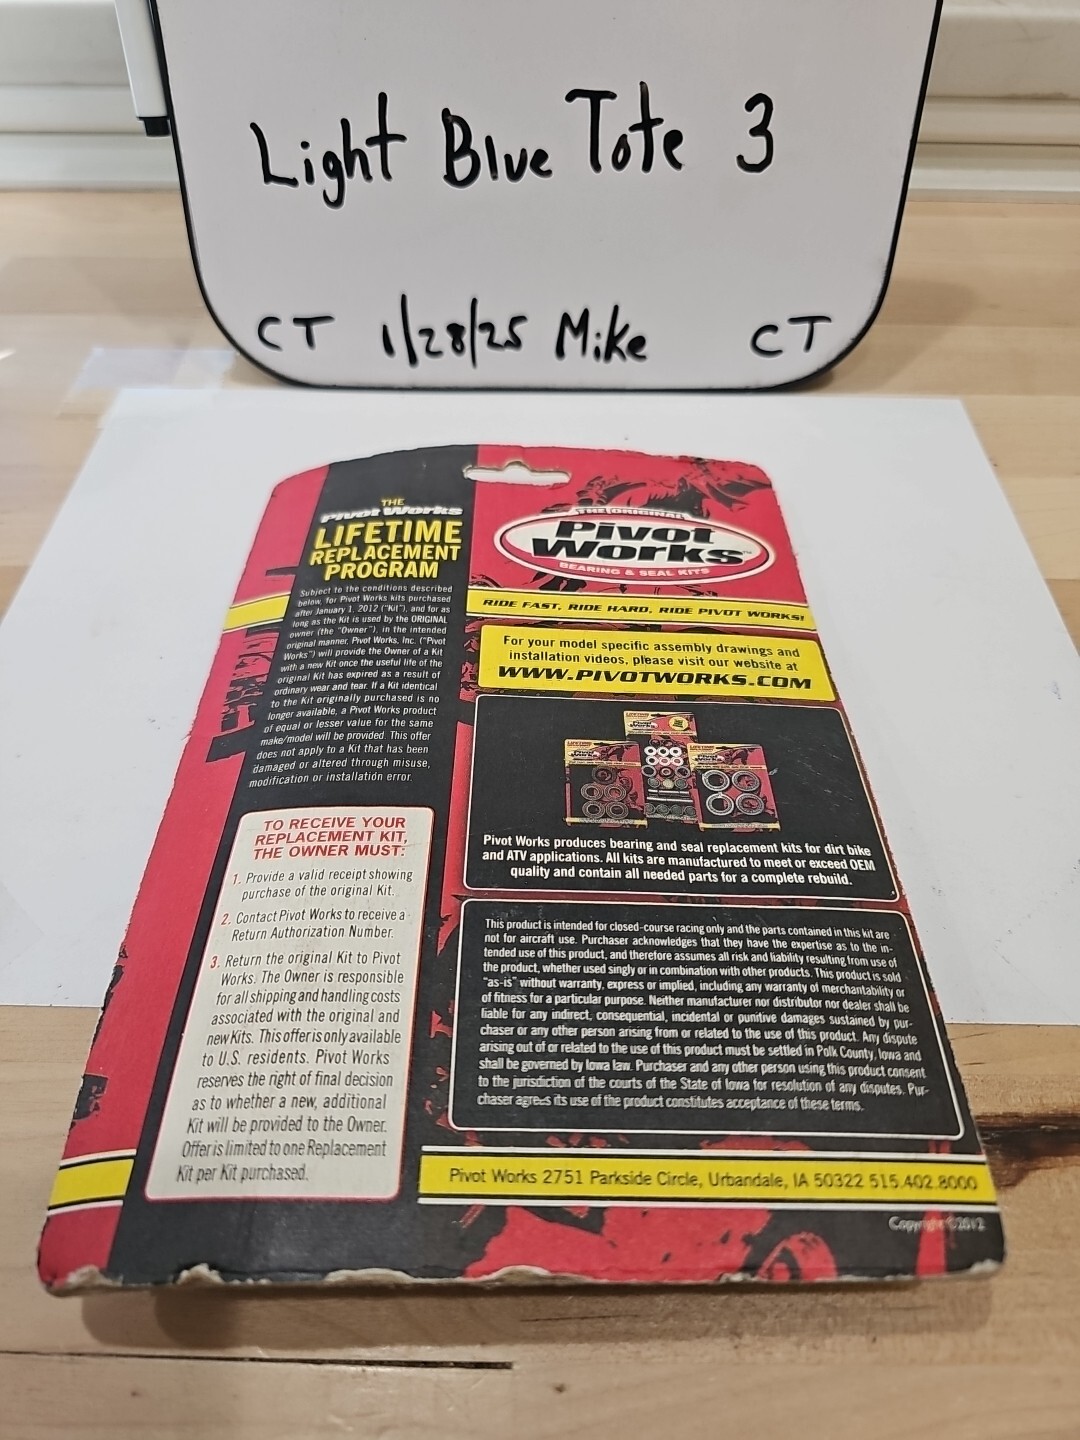 Light Blue Tote 3
CT 1/28/25 Mike CT
THE
Pivot Works
LIFETIME
REPLACEMENT
PROGRAM
Subject to the conditions described
below, for Pivot Works kits purchased
after January 1, 2012 ("Kit"), and for as
long as the Kit is used by the ORIGINAL
owner (the "Owner"), in the intended
original manner, Pivot Works, Inc. ("Pivot
Works") will provide the Owner of a Kit
with a new Kit once the useful life of the
original Kit has expired as a result of
ordinary wear and tear. If a Kit identical
to the Kit originally purchased is no
longer available, a Pivot Works product
of equal or lesser value for the same
make/model will be provided. This offer
does not apply to a Kit that has been
damaged or altered through misuse,
modification or installation error.
TO RECEIVE YOUR
REPLACEMENT KIT,
THE OWNER MUST:
1. Provide a valid receipt showing
purchase of the original Kit.
2. Contact Pivot Works to receive a
Return Authorization Number.
3. Return the original Kit to Pivot
Works. The Owner is responsible
for all shipping and handling costs
associated with the original and
new Kits. This offer is only available
to U.S. residents. Pivot Works
reserves the right of final decision
as to whether a new, additional
Kit will be provided to the Owner.
Offer is limited to one Replacement
Kit per Kit purchased.
THE ORIGINAL
Pivot
Works™
BEARING & SEAL KITS
RIDE FAST, RIDE HARD, RIDE PIVOT WORKS!
For your model specific assembly drawings and
installation videos, please visit our website at
WWW.PIVOTWORKS.COM
Pivot Works produces bearing and seal replacement kits for dirt bike
and ATV applications. All kits are manufactured to meet or exceed OEM
quality and contain all needed parts for a complete rebuild.
This product is intended for closed-course racing only and the parts contained in this kit are
not for aircraft use. Purchaser acknowledges that they have the expertise as to the in-
tended use of this product, and therefore assumes all risk and liability resulting from use of
the product, whether used singly or in combination with other products. This product is sold
"as-is" without warranty, express or implied, including any warranty of merchantability or
of fitness for a particular purpose. Neither manufacturer nor distributor nor dealer shall be
liable for any indirect, consequential, incidental or punitive damages sustained by pur-
chaser or any other person arising from or related to the use of this product. Any dispute
arising out of or related to the use of this product must be settled in Polk County, Iowa and
shall be governed by Iowa law. Purchaser and any other person using this product consent
to the jurisdiction of the courts of the State of Iowa for resolution of any disputes. Pur-
chaser agrees its use of the product constitutes acceptance of these terms.
Pivot Works 2751 Parkside Circle, Urbandale, IA 50322 515.402.8000
Copyright ©2012